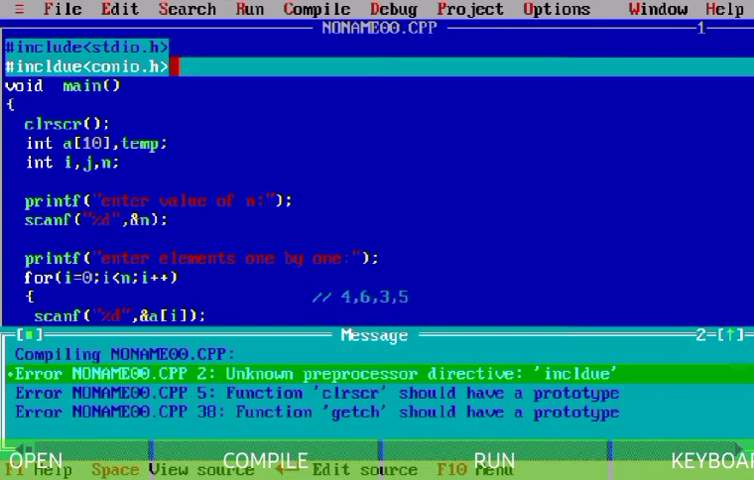 ≡ File Edit Search Run Compile Debug Project Options Window Help
NONAME00.CPP 1
#include<stdio.h>
#incldue<conio.h>
void main()
{
clrscr();
int a[10],temp;
int i,j,n;
printf("enter value of n:");
scanf("%d",&n);
printf("enter elements one by one:");
for(i=0;i<n;i++)
{ // 4,6,3,5
scanf("%d",&a[i]);
[■] Message 2=[↑]
Compiling NONAME00.CPP:
•Error NONAME00.CPP 2: Unknown preprocessor directive: 'incldue'
Error NONAME00.CPP 5: Function 'clrscr' should have a prototype
Error NONAME00.CPP 38: Function 'getch' should have a prototype
OPEN COMPILE RUN KEYBOAR
F1 Help Space View source ←┘ Edit source F10 Menu